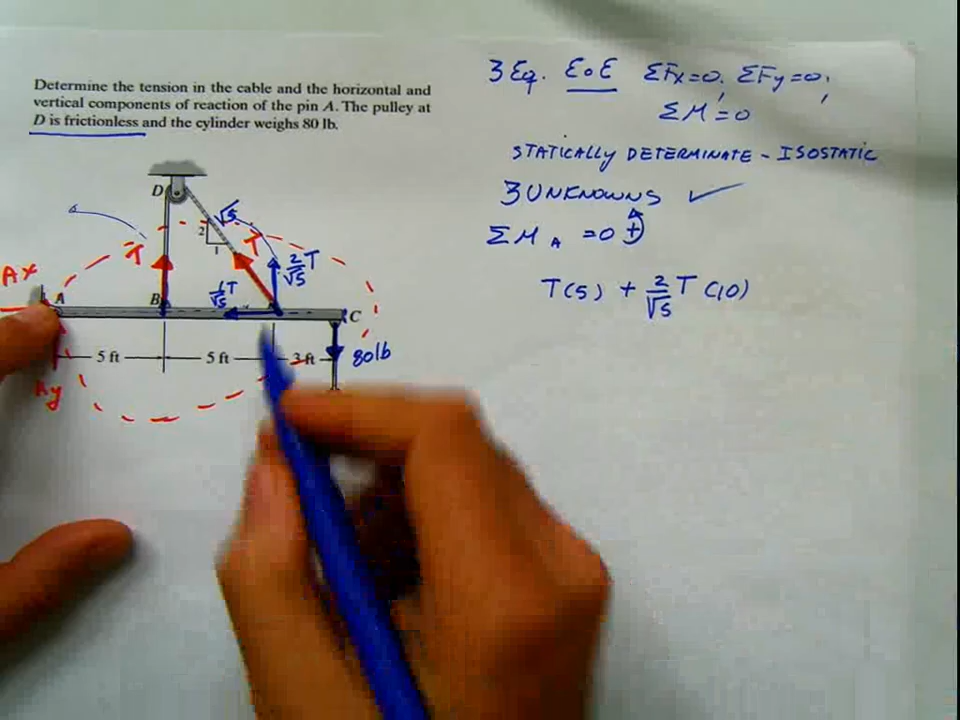 Determine the tension in the cable and the horizontal and
vertical components of reaction of the pin A. The pulley at
D is frictionless and the cylinder weighs 80 lb.
3 Eq. EoE ΣFx=0, ΣFy=0,
ΣM=0
STATICALLY DETERMINATE - ISOSTATIC
3 UNKNOWNS ✓
ΣM A =0 +
T(5) + 2/√5 T (10)
D
√5
2
1
T
T
2/√5 T
Ax
A
B
1/√5 T
C
5 ft
5 ft
3 ft
80lb
Ay